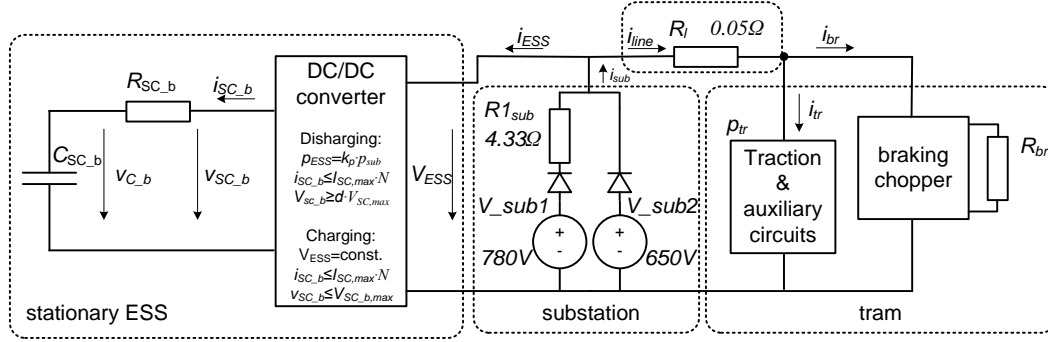 i_ESS
i_line
R_l 0.05Ω
i_br
R_SC_b
i_SC_b
DC/DC
converter
i_sub
Disharging:
p_ESS=k_p·p_sub
i_SC_b≤I_SC,max·N
V_sc_b≥d·V_SC,max
Charging:
V_ESS=const.
i_SC_b≤I_SC,max·N
v_SC_b≤V_SC_b,max
C_SC_b
v_C_b
v_SC_b
V_ESS
R1_sub
4.33Ω
V_sub1
V_sub2
+
-
+
-
780V
650V
p_tr
i_tr
Traction
&
auxiliary
circuits
braking
chopper
R_br
stationary ESS
substation
tram